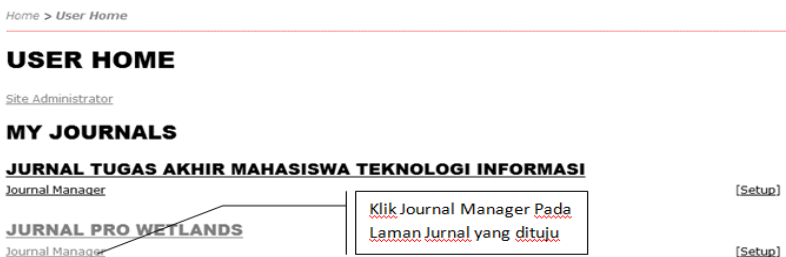 Home > User Home
USER HOME
Site Administrator
MY JOURNALS
JURNAL TUGAS AKHIR MAHASISWA TEKNOLOGI INFORMASI
Journal Manager [Setup]
Klik Journal Manager Pada
Laman Jurnal yang dituju
JURNAL PRO WETLANDS
Journal Manager [Setup]